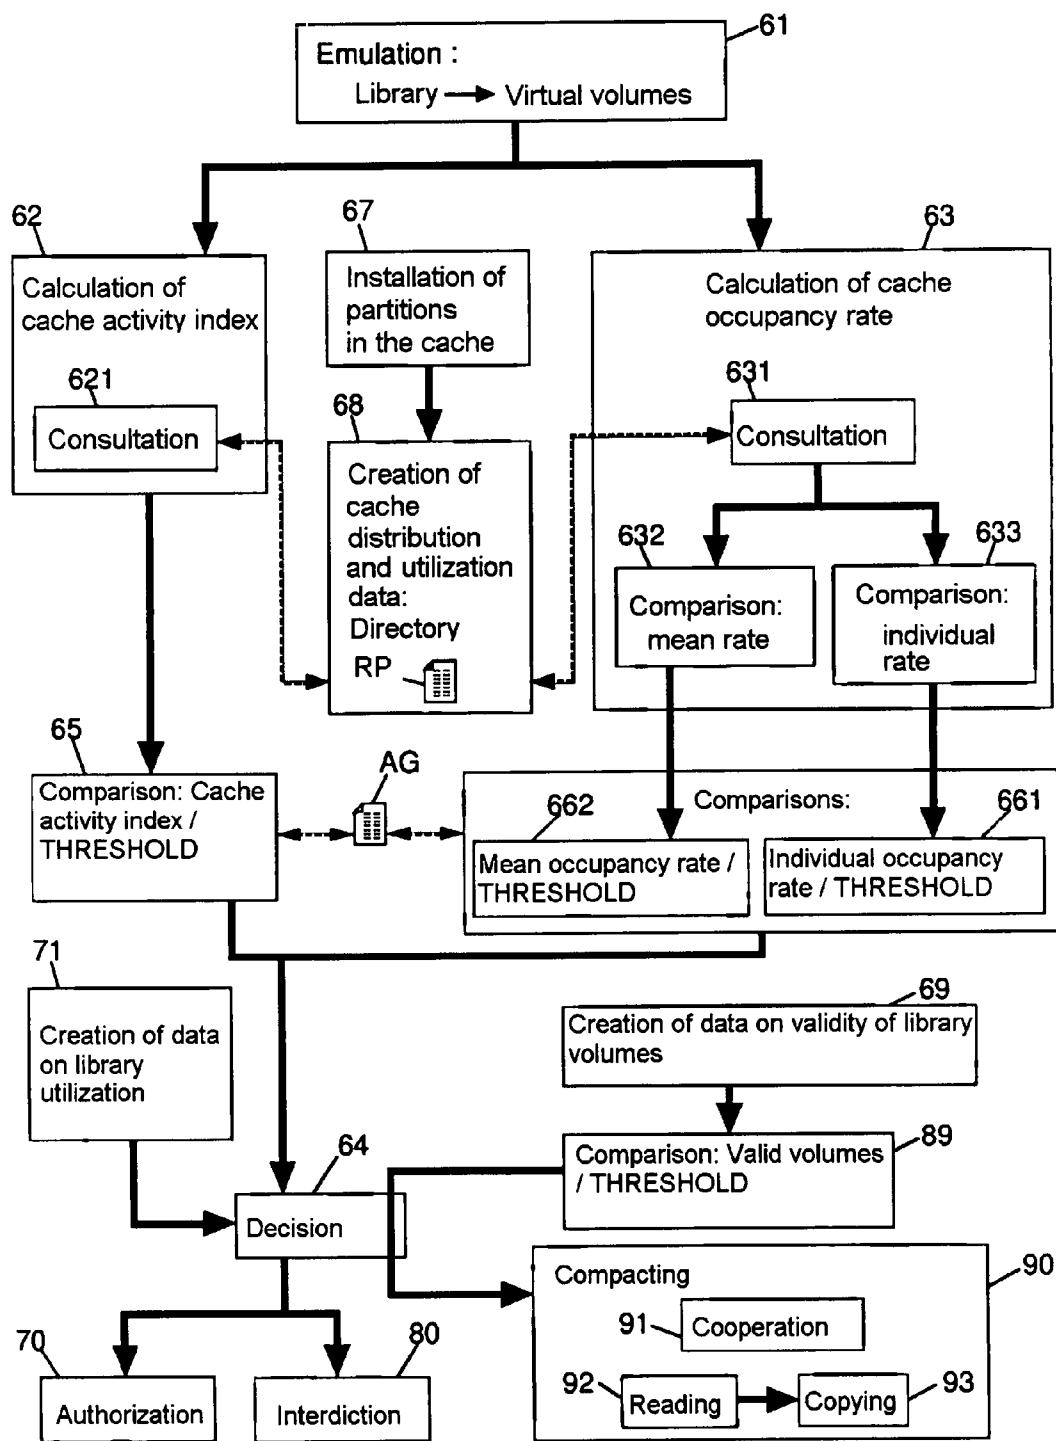 61
Emulation :
Library → Virtual volumes
62
67
63
Calculation of
cache activity index
Installation of
partitions
in the cache
Calculation of cache
occupancy rate
621
Consultation
68
631
Consultation
Creation of
cache
distribution
and utilization
data:
Directory
RP
632
633
Comparison:
mean rate
Comparison:
individual
rate
65
AG
Comparison: Cache
activity index /
THRESHOLD
Comparisons:
662
661
Mean occupancy rate /
THRESHOLD
Individual occupancy
rate / THRESHOLD
71
Creation of data
on library
utilization
69
Creation of data on validity of library
volumes
64
89
Comparison: Valid volumes
/ THRESHOLD
Decision
90
Compacting
91
Cooperation
70
80
92
93
Authorization
Interdiction
Reading
Copying